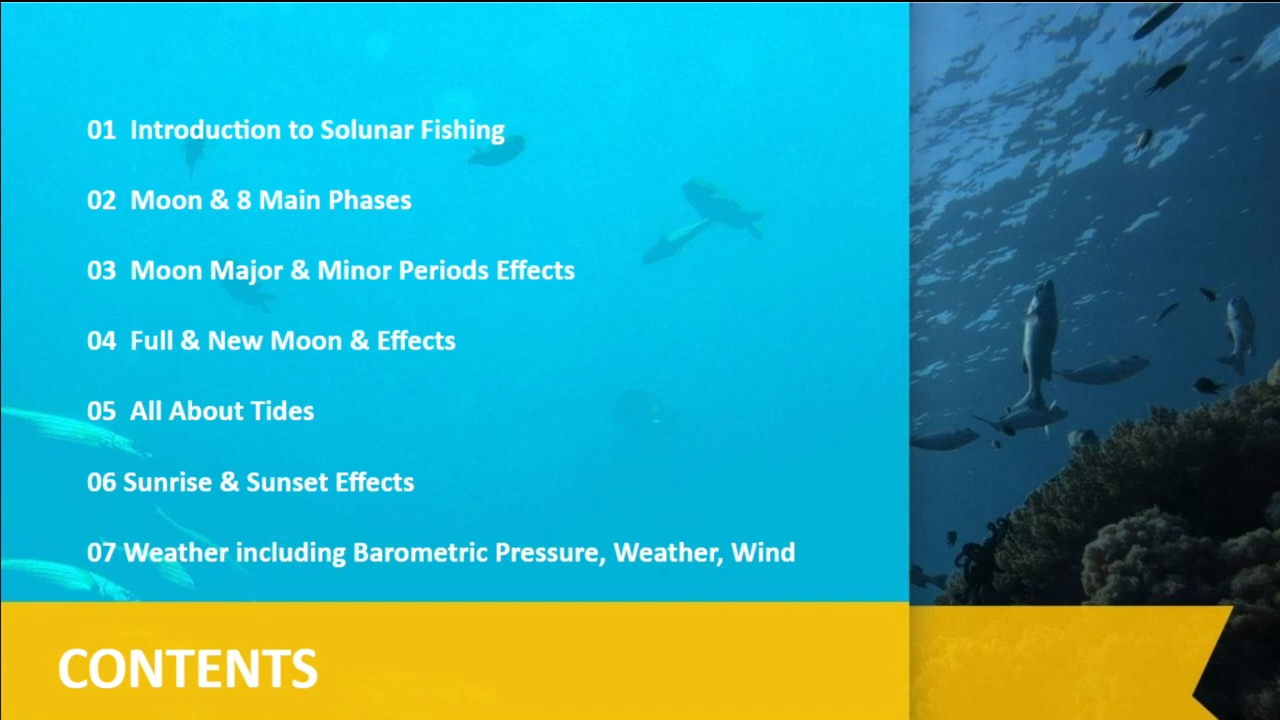 01 Introduction to Solunar Fishing
02 Moon & 8 Main Phases
03 Moon Major & Minor Periods Effects
04 Full & New Moon & Effects
05 All About Tides
06 Sunrise & Sunset Effects
07 Weather including Barometric Pressure, Weather, Wind
CONTENTS